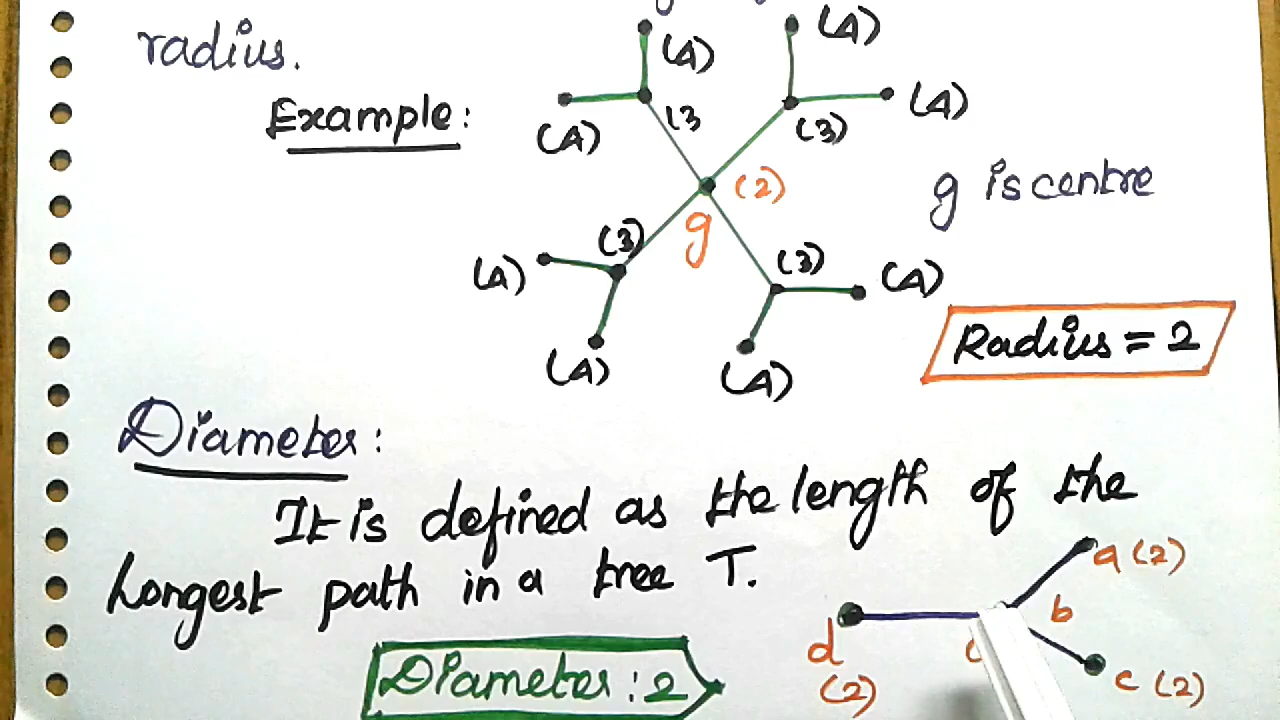 radius.
Example:
(A)
(A)
(3
(A)
(A)
(3)
(2)
g
g is centre
(3)
(A)
(A)
(3)
(A)
(A)
Radius = 2
Diameter:
It is defined as the length of the
longest path in a tree T.
a (2)
b
d
(2)
c (2)
Diameter: 2